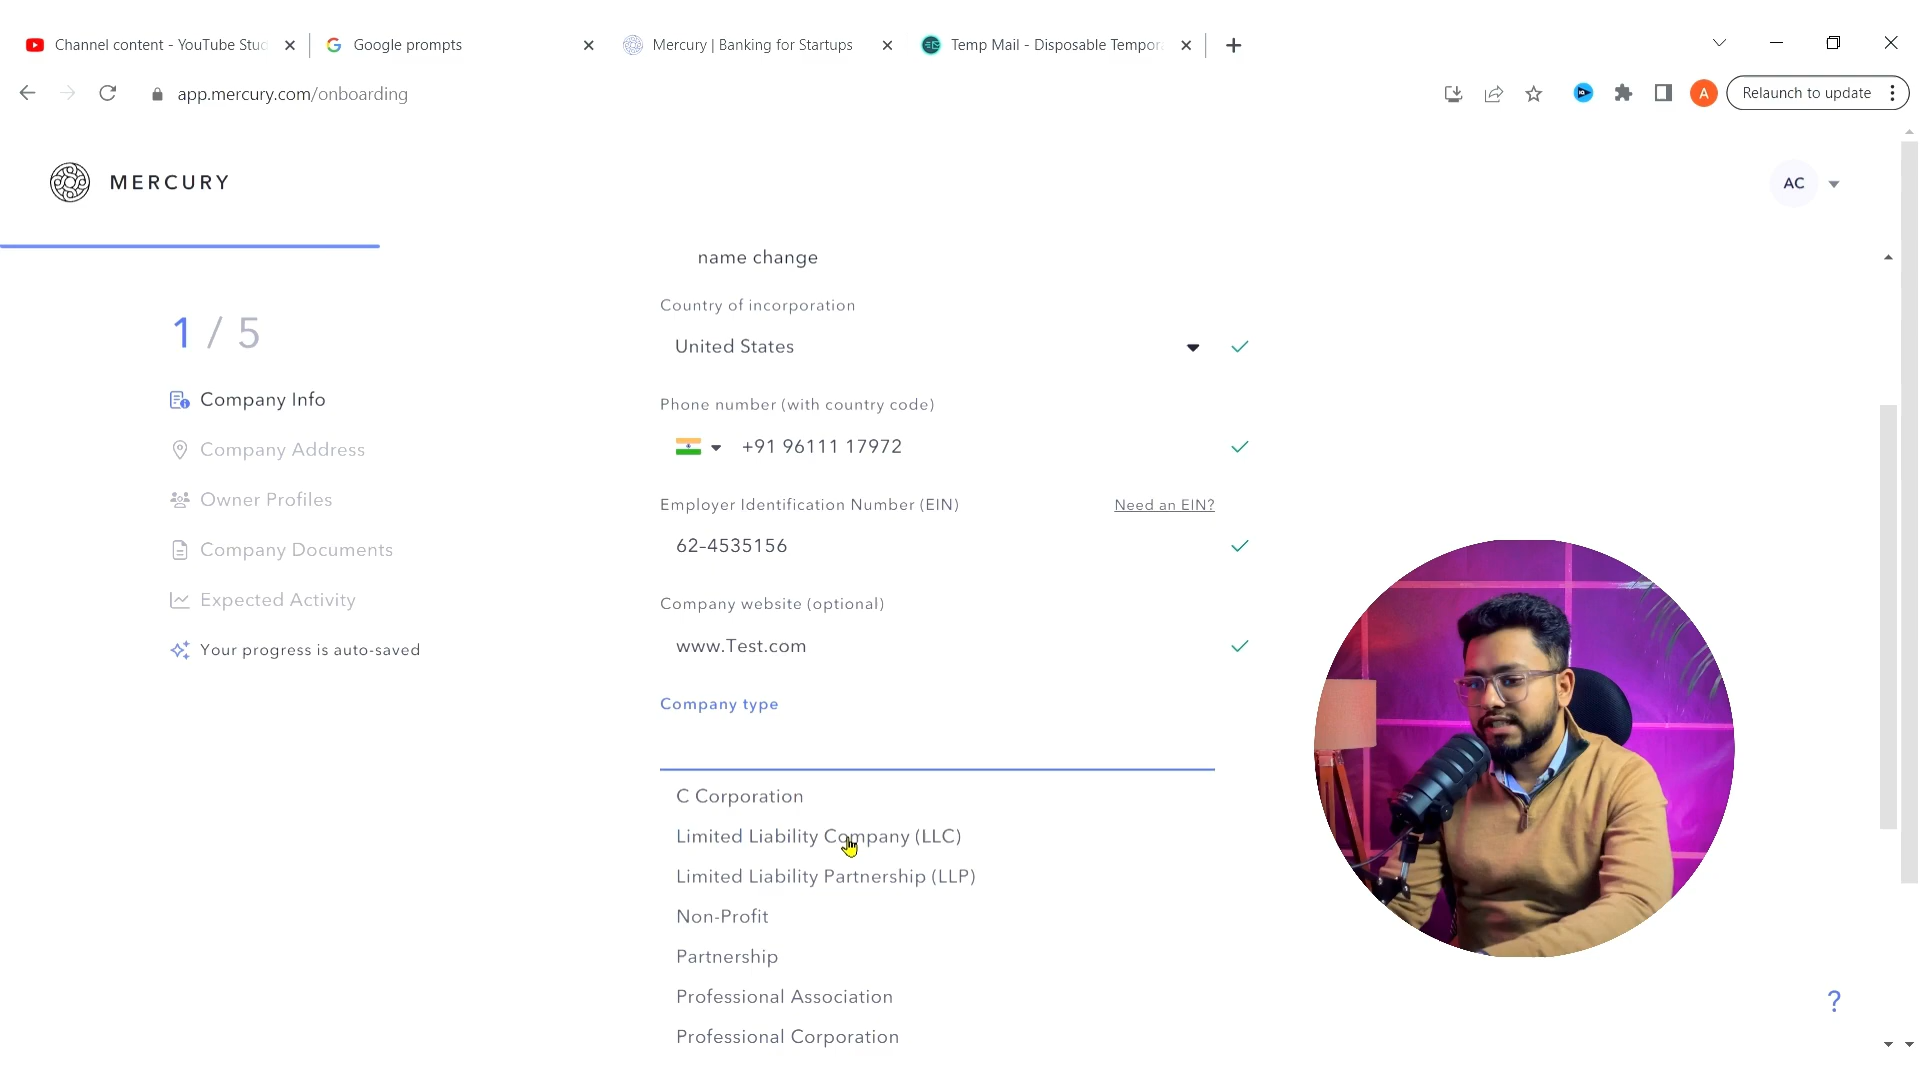 Channel content - YouTube Stud
Google prompts
Mercury | Banking for Startups
Temp Mail - Disposable Tempora
app.mercury.com/onboarding
A
Relaunch to update
MERCURY
AC
name change
Country of incorporation
United States
1 / 5
Phone number (with country code)
+91 96111 17972
Company Info
Company Address
Owner Profiles
Company Documents
Expected Activity
Your progress is auto-saved
Employer Identification Number (EIN)
Need an EIN?
62-4535156
Company website (optional)
www.Test.com
Company type
C Corporation
Limited Liability Company (LLC)
Limited Liability Partnership (LLP)
Non-Profit
Partnership
Professional Association
Professional Corporation
?